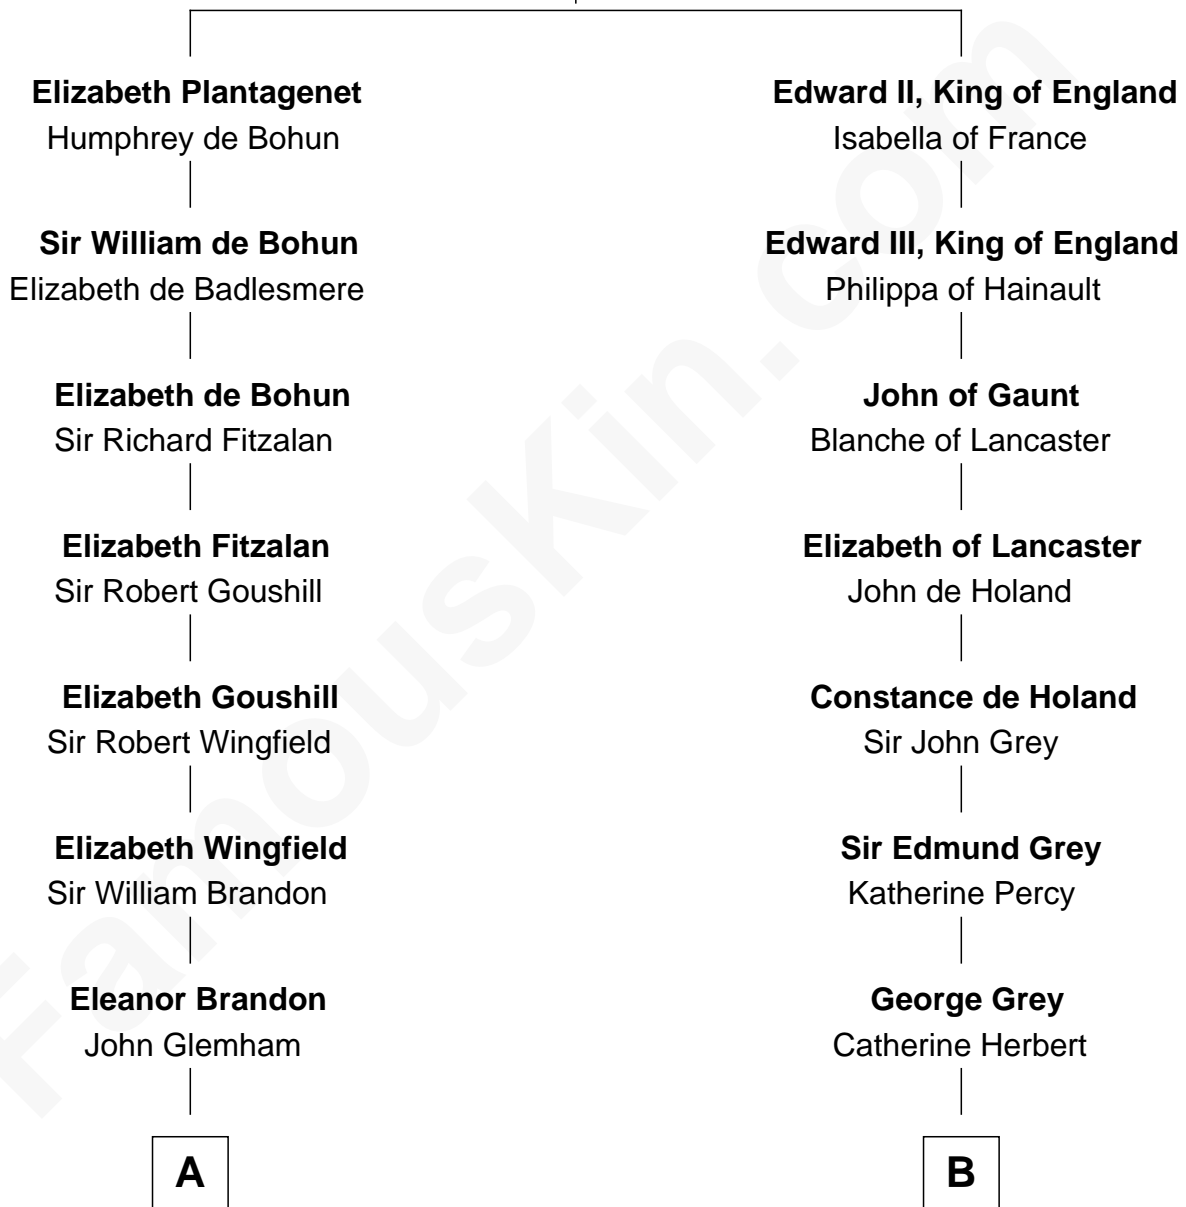 Elizabeth Plantagenet
Humphrey de Bohun
Sir William de Bohun
Elizabeth de Badlesmere
Elizabeth de Bohun
Sir Richard Fitzalan
Elizabeth Fitzalan
Sir Robert Goushill
Elizabeth Goushill
Sir Robert Wingfield
Elizabeth Wingfield
Sir William Brandon
Eleanor Brandon
John Glemham
A
Edward II, King of England
Isabella of France
Edward III, King of England
Philippa of Hainault
John of Gaunt
Blanche of Lancaster
Elizabeth of Lancaster
John de Holand
Constance de Holand
Sir John Grey
Sir Edmund Grey
Katherine Percy
George Grey
Catherine Herbert
B
FamousKin.com